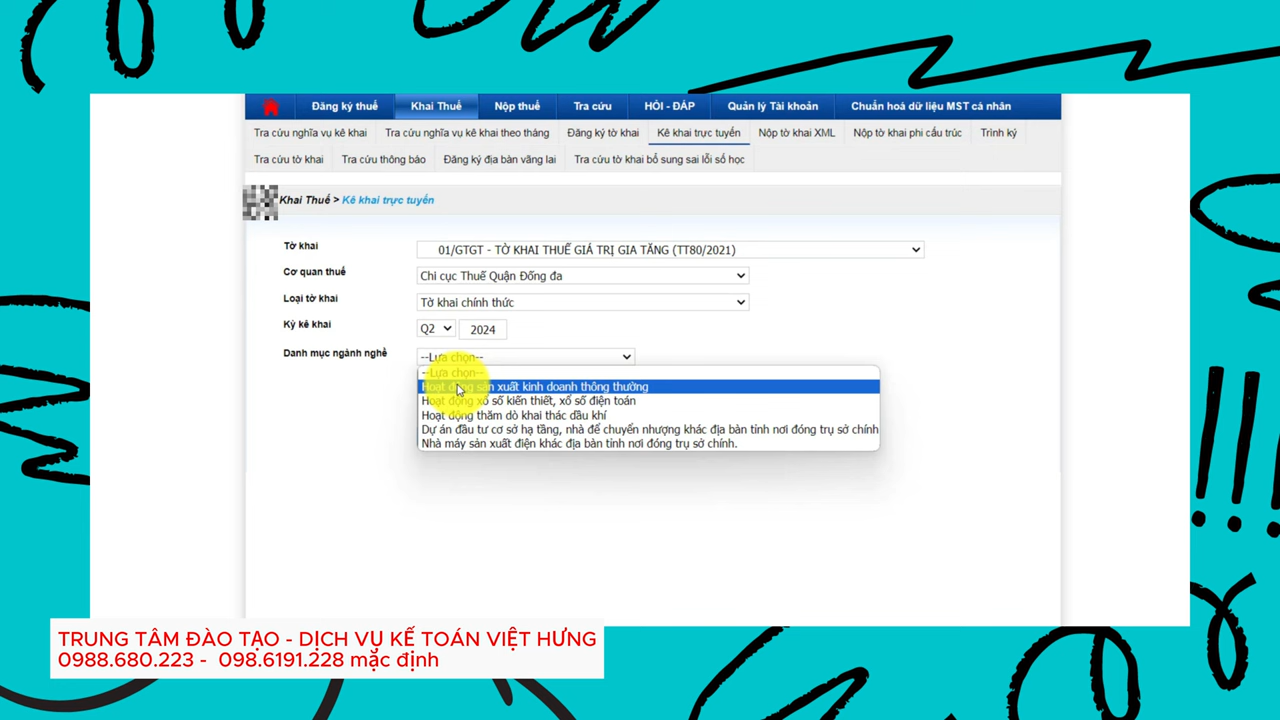 Đăng ký thuế Khai Thuế Nộp thuế Tra cứu HỎI - ĐÁP Quản lý Tài khoản Chuẩn hoá dữ liệu MST cá nhân
Tra cứu nghĩa vụ kê khai Tra cứu nghĩa vụ kê khai theo tháng Đăng ký tờ khai Kê khai trực tuyến Nộp tờ khai XML Nộp tờ khai phi cấu trúc Trình ký
Tra cứu tờ khai Tra cứu thông báo Đăng ký địa bàn vãng lai Tra cứu tờ khai bổ sung sai lỗi số học
Khai Thuế > Kê khai trực tuyến
Tờ khai 01/GTGT - TỜ KHAI THUẾ GIÁ TRỊ GIA TĂNG (TT80/2021)
Cơ quan thuế Chi cục Thuế Quận Đống đa
Loại tờ khai Tờ khai chính thức
Kỳ kê khai Q2 2024
Danh mục ngành nghề --Lựa chọn--
--Lựa chọn--
Hoạt động sản xuất kinh doanh thông thường
Hoạt động xổ số kiến thiết, xổ số điện toán
Hoạt động thăm dò khai thác dầu khí
Dự án đầu tư cơ sở hạ tầng, nhà để chuyển nhượng khác địa bàn tỉnh nơi đóng trụ sở chính
Nhà máy sản xuất điện khác địa bàn tỉnh nơi đóng trụ sở chính.
TRUNG TÂM ĐÀO TẠO - DỊCH VỤ KẾ TOÁN VIỆT HƯNG
0988.680.223 - 098.6191.228 mặc định